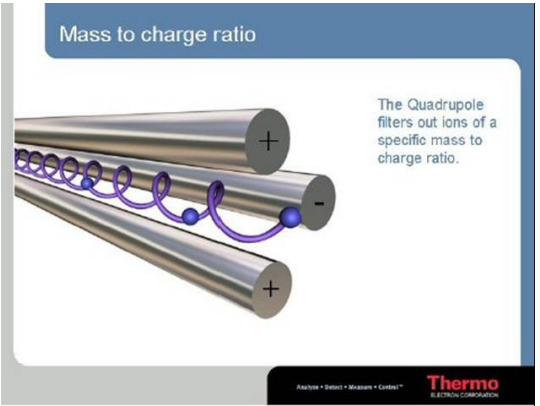 Mass to charge ratio
The Quadrupole
filters out ions of a
specific mass to
charge ratio.
+
-
+
Analyze • Detect • Measure • Control™
Thermo
ELECTRON CORPORATION